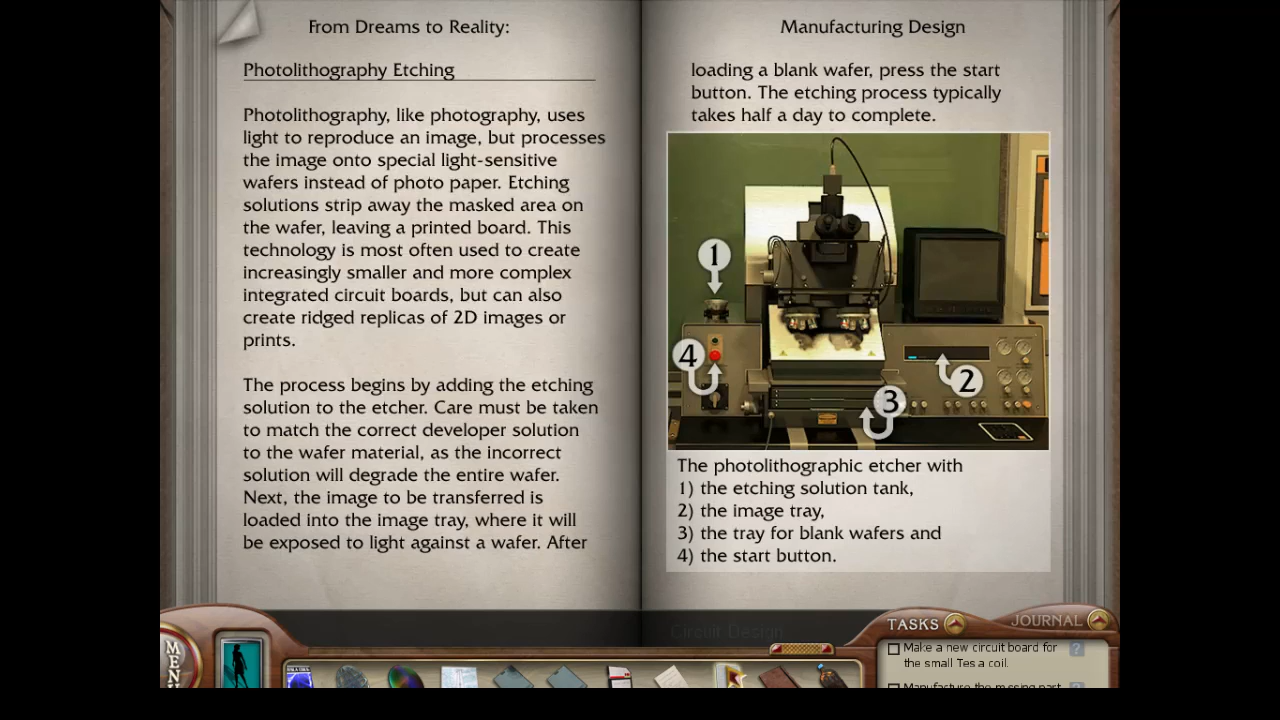 From Dreams to Reality:
Photolithography Etching
Photolithography, like photography, uses
light to reproduce an image, but processes
the image onto special light-sensitive
wafers instead of photo paper. Etching
solutions strip away the masked area on
the wafer, leaving a printed board. This
technology is most often used to create
increasingly smaller and more complex
integrated circuit boards, but can also
create ridged replicas of 2D images or
prints.
The process begins by adding the etching
solution to the etcher. Care must be taken
to match the correct developer solution
to the wafer material, as the incorrect
solution will degrade the entire wafer.
Next, the image to be transferred is
loaded into the image tray, where it will
be exposed to light against a wafer. After
Manufacturing Design
loading a blank wafer, press the start
button. The etching process typically
takes half a day to complete.
1
4
2
3
The photolithographic etcher with
1) the etching solution tank,
2) the image tray,
3) the tray for blank wafers and
4) the start button.
Circuit Design
MENU
TASKS
JOURNAL
Make a new circuit board for
the small Tesla coil.
Manufacture the missing part